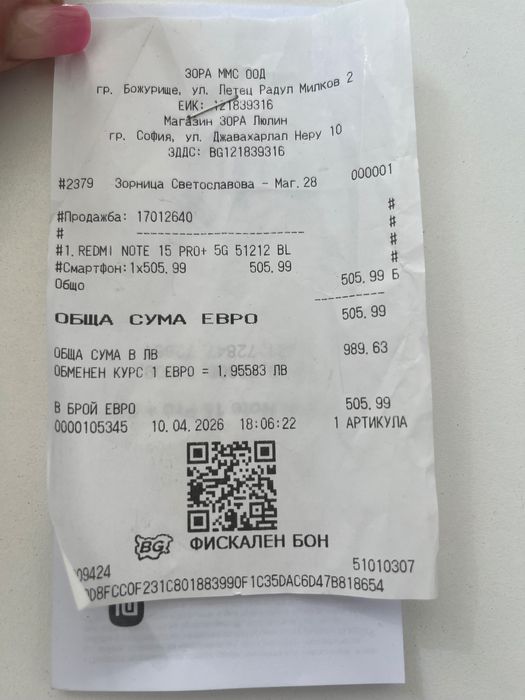 ЗОРА ММС ООД
гр. Божурище, ул. Летец Радул Милков 2
ЕИК: 121839316
Магазин ЗОРА Люлин
гр. София, ул. Джавахарлал Неру 10
ЗДДС: BG121839316
#2379 Зорница Светославова - Маг. 28 000001
#Продажба: 17012640 #
# ------------------------- #
#1. REDMI NOTE 15 PRO+ 5G 51212 BL #
#Смартфон: 1x505.99 505.99 #
Общо 505.99 Б
ОБЩА СУМА ЕВРО 505.99
ОБЩА СУМА В ЛВ 989.63
ОБМЕНЕН КУРС 1 ЕВРО = 1.95583 ЛВ
В БРОЙ ЕВРО 505.99
0000105345 10.04.2026 18:06:22 1 АРТИКУЛА
BG
ФИСКАЛЕН БОН
09424 51010307
D8FCC0F231C801883990F1C35DAC6D47B818654